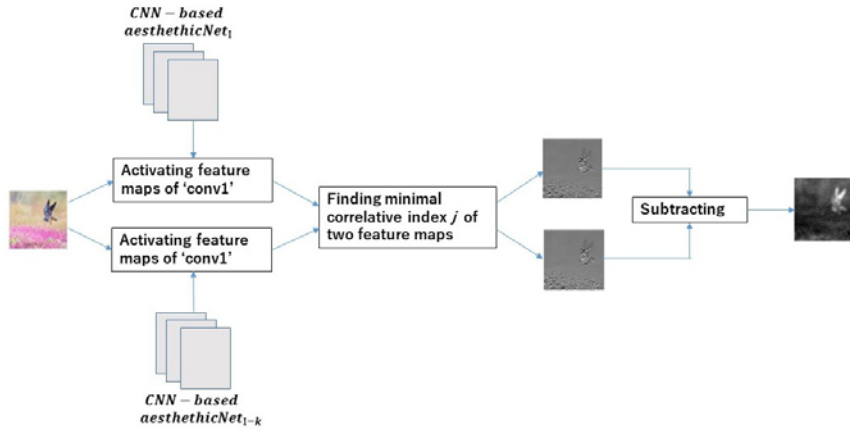 CNN − based
aesthethicNet₁
Activating feature
maps of ‘conv1’
Activating feature
maps of ‘conv1’
Finding minimal
correlative index j of
two feature maps
Subtracting
CNN − based
aesthethicNet₁₋ₖ